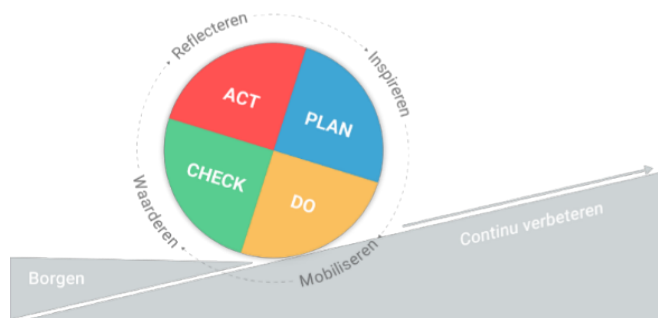 Reflecteren
Inspireren
ACT
PLAN
CHECK
DO
Waarderen
Mobiliseren
Continu verbeteren
Borgen